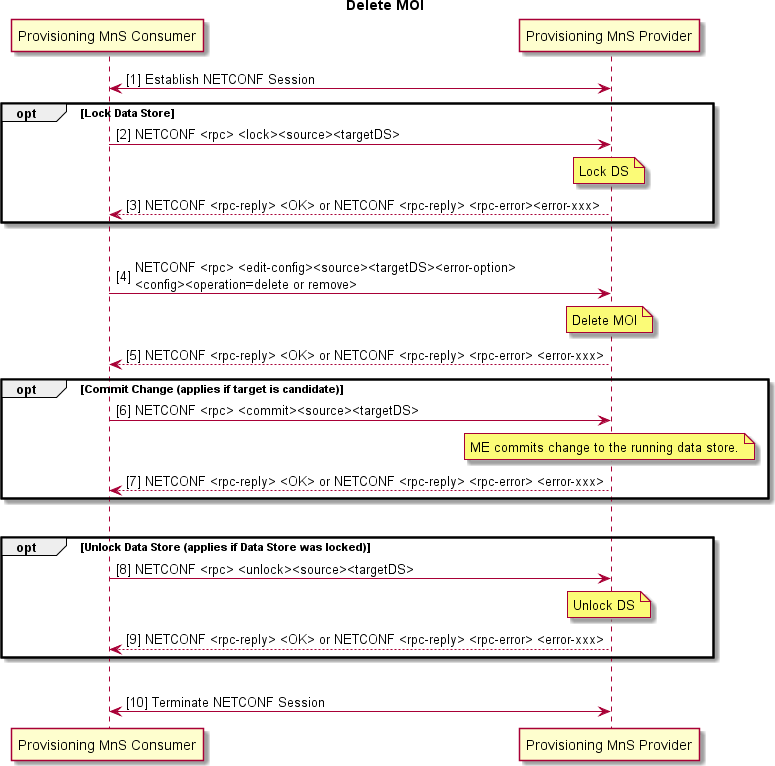 Delete MOI
Provisioning MnS Consumer
Provisioning MnS Provider
[1] Establish NETCONF Session
opt
[Lock Data Store]
[2] NETCONF <rpc> <lock><source><targetDS>
Lock DS
[3] NETCONF <rpc-reply> <OK> or NETCONF <rpc-reply> <rpc-error><error-xxx>
[4] NETCONF <rpc> <edit-config><source><targetDS><error-option>
<config><operation=delete or remove>
Delete MOI
[5] NETCONF <rpc-reply> <OK> or NETCONF <rpc-reply> <rpc-error> <error-xxx>
opt
[Commit Change (applies if target is candidate)]
[6] NETCONF <rpc> <commit><source><targetDS>
ME commits change to the running data store.
[7] NETCONF <rpc-reply> <OK> or NETCONF <rpc-reply> <rpc-error> <error-xxx>
opt
[Unlock Data Store (applies if Data Store was locked)]
[8] NETCONF <rpc> <unlock><source><targetDS>
Unlock DS
[9] NETCONF <rpc-reply> <OK> or NETCONF <rpc-reply> <rpc-error> <error-xxx>
[10] Terminate NETCONF Session
Provisioning MnS Consumer
Provisioning MnS Provider